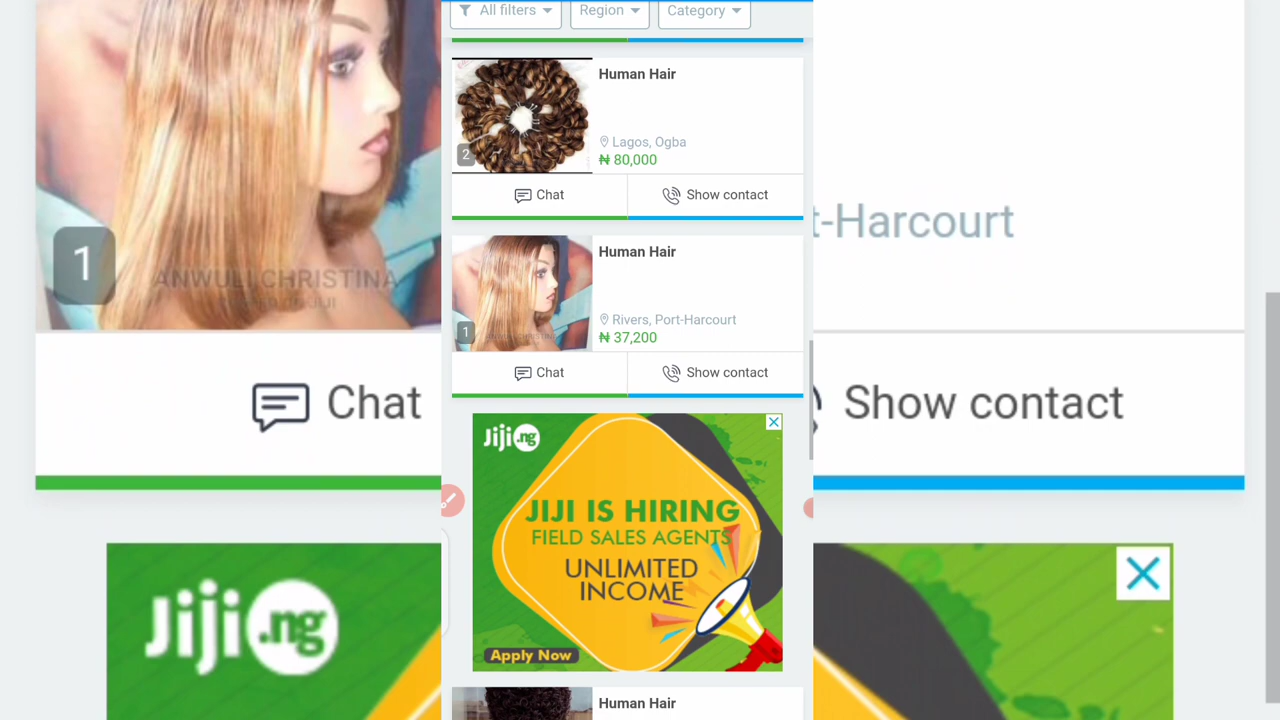 All filters
Region
Category
Human Hair
2
Lagos, Ogba
₦ 80,000
Chat
Show contact
Human Hair
1
Rivers, Port-Harcourt
₦ 37,200
Chat
Show contact
Jiji.ng
JIJI IS HIRING
FIELD SALES AGENTS
UNLIMITED
INCOME
Apply Now
Human Hair
1
ANWULI CHRISTINA
t-Harcourt
Chat
Show contact
Jiji.ng